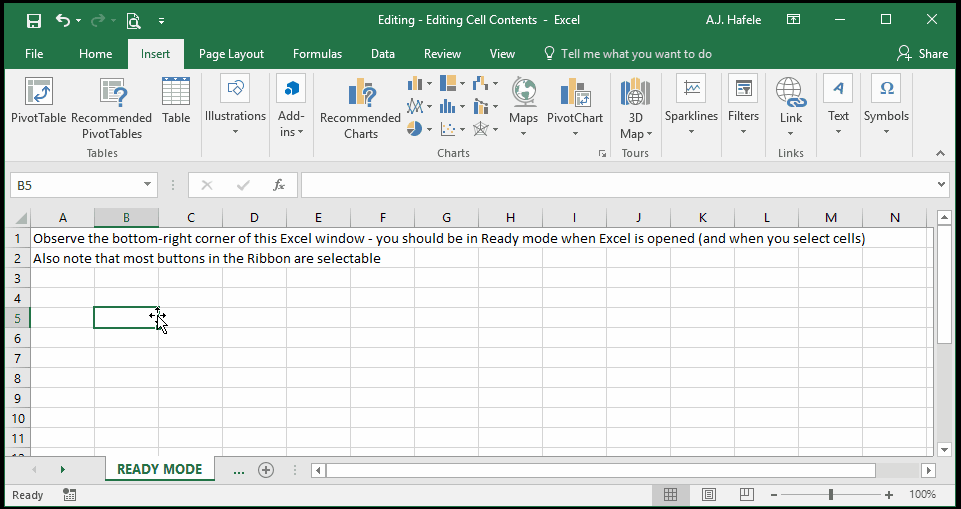 Editing - Editing Cell Contents - Excel
A.J. Hafele
File Home Insert Page Layout Formulas Data Review View Tell me what you want to do Share
PivotTable
Recommended
PivotTables
Table
Illustrations
Add-
ins
Recommended
Charts
Maps
PivotChart
3D
Map
Sparklines
Filters
Link
Text
Symbols
Tables
Charts
Tours
Links
B5
fx
A B C D E F G H I J K L M N
1 Observe the bottom-right corner of this Excel window - you should be in Ready mode when Excel is opened (and when you select cells)
2 Also note that most buttons in the Ribbon are selectable
3
4
5
6
7
8
9
10
11
12
READY MODE ...
Ready
100%